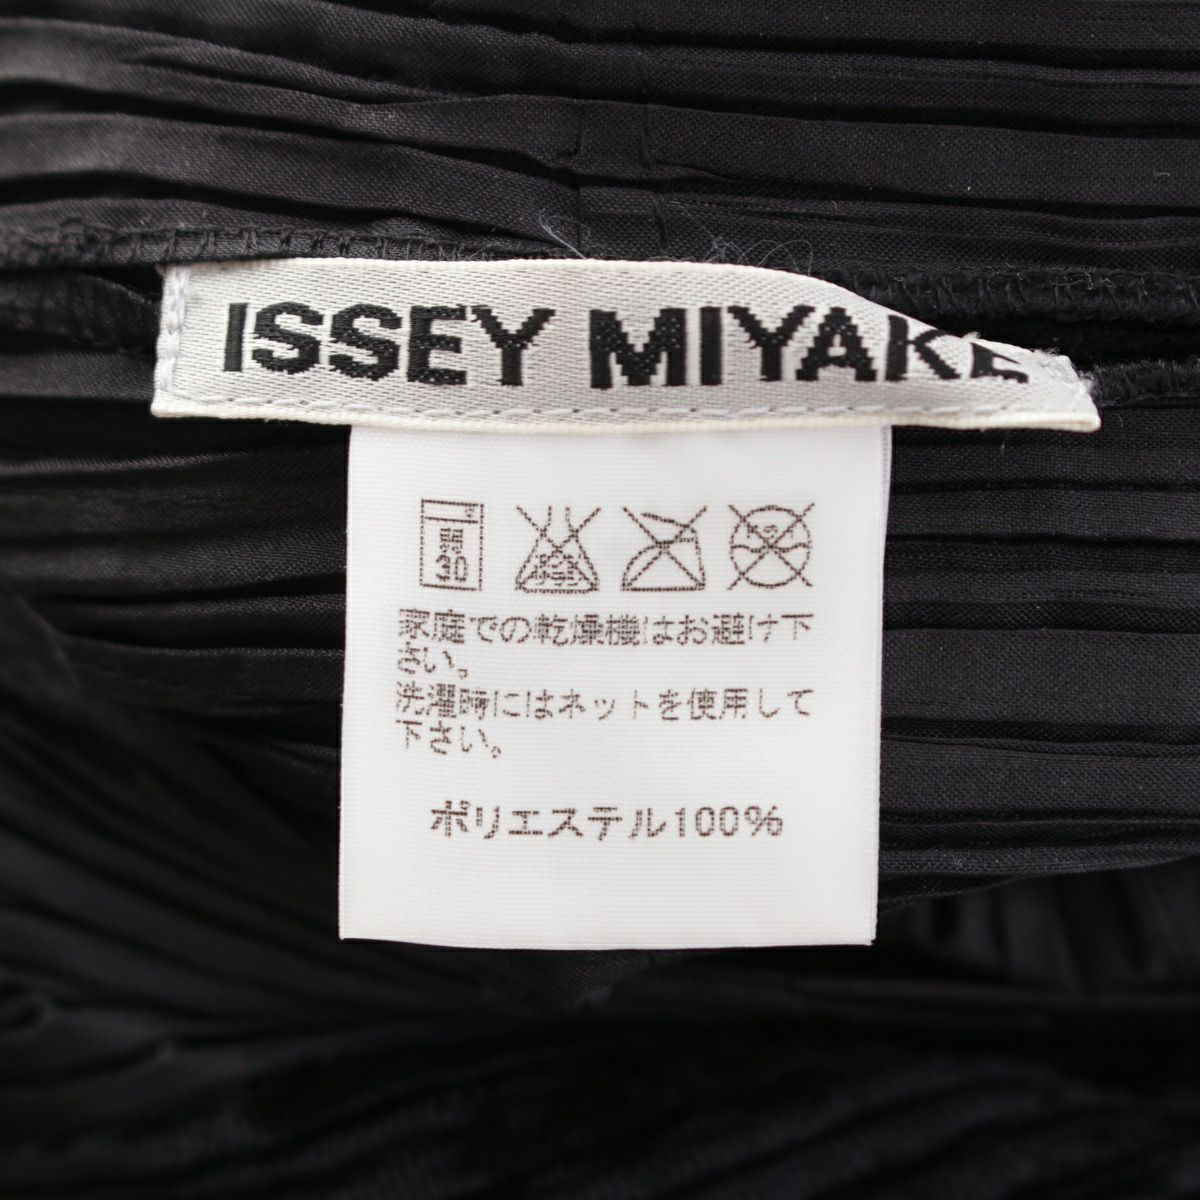 ISSEY MIYAKE
弱
30
家庭での乾燥機はお避け下
さい。
洗濯時にはネットを使用して
下さい。
ポリエステル100%